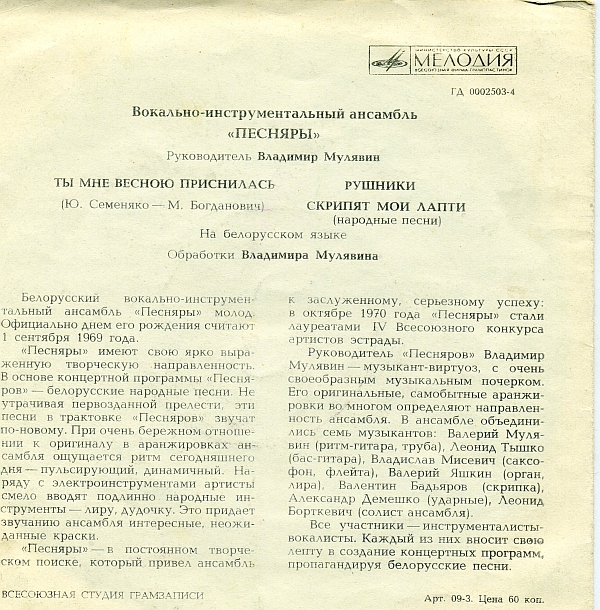 МИНИСТЕРСТВО КУЛЬТУРЫ СССР
МЕЛОДИЯ
ВСЕСОЮЗНАЯ ФИРМА ГРАМПЛАСТИНОК
ГД 0002503-4
Вокально-инструментальный ансамбль
«ПЕСНЯРЫ»
Руководитель Владимир Мулявин
ТЫ МНЕ ВЕСНОЮ ПРИСНИЛАСЬ
(Ю. Семеняко — М. Богданович)
РУШНИКИ
СКРИПЯТ МОИ ЛАПТИ
(народные песни)
На белорусском языке
Обработки Владимира Мулявина
Белорусский вокально-инструмен-
тальный ансамбль «Песняры» молод.
Официально днем его рождения считают
1 сентября 1969 года.
«Песняры» имеют свою ярко выра-
женную творческую направленность.
В основе концертной программы «Песня-
ров» — белорусские народные песни. Не
утрачивая первозданной прелести, эти
песни в трактовке «Песняров» звучат
по-новому. При очень бережном отноше-
нии к оригиналу в аранжировках ан-
самбля ощущается ритм сегодняшнего
дня — пульсирующий, динамичный. На-
ряду с электроинструментами артисты
смело вводят подлинно народные ин-
струменты — лиру, дудочку. Это придает
звучанию ансамбля интересные, неожи-
данные краски.
«Песняры» — в постоянном творче-
ском поиске, который привел ансамбль
к заслуженному, серьезному успеху:
в октябре 1970 года «Песняры» стали
лауреатами IV Всесоюзного конкурса
артистов эстрады.
Руководитель «Песняров» Владимир
Мулявин — музыкант-виртуоз, с очень
своеобразным музыкальным почерком.
Его оригинальные, самобытные аранжи-
ровки во многом определяют направлен-
ность ансамбля. В ансамбле объедини-
лись семь музыкантов: Валерий Муля-
вин (ритм-гитара, труба), Леонид Тышко
(бас-гитара), Владислав Мисевич (саксо-
фон, флейта), Валерий Яшкин (орган,
лира), Валентин Бадьяров (скрипка),
Александр Демешко (ударные), Леонид
Борткевич (солист ансамбля).
Все участники — инструменталисты-
вокалисты. Каждый из них вносит свою
лепту в создание концертных программ,
пропагандируя белорусские песни.
ВСЕСОЮЗНАЯ СТУДИЯ ГРАМЗАПИСИ
Арт. 09-3. Цена 60 коп.